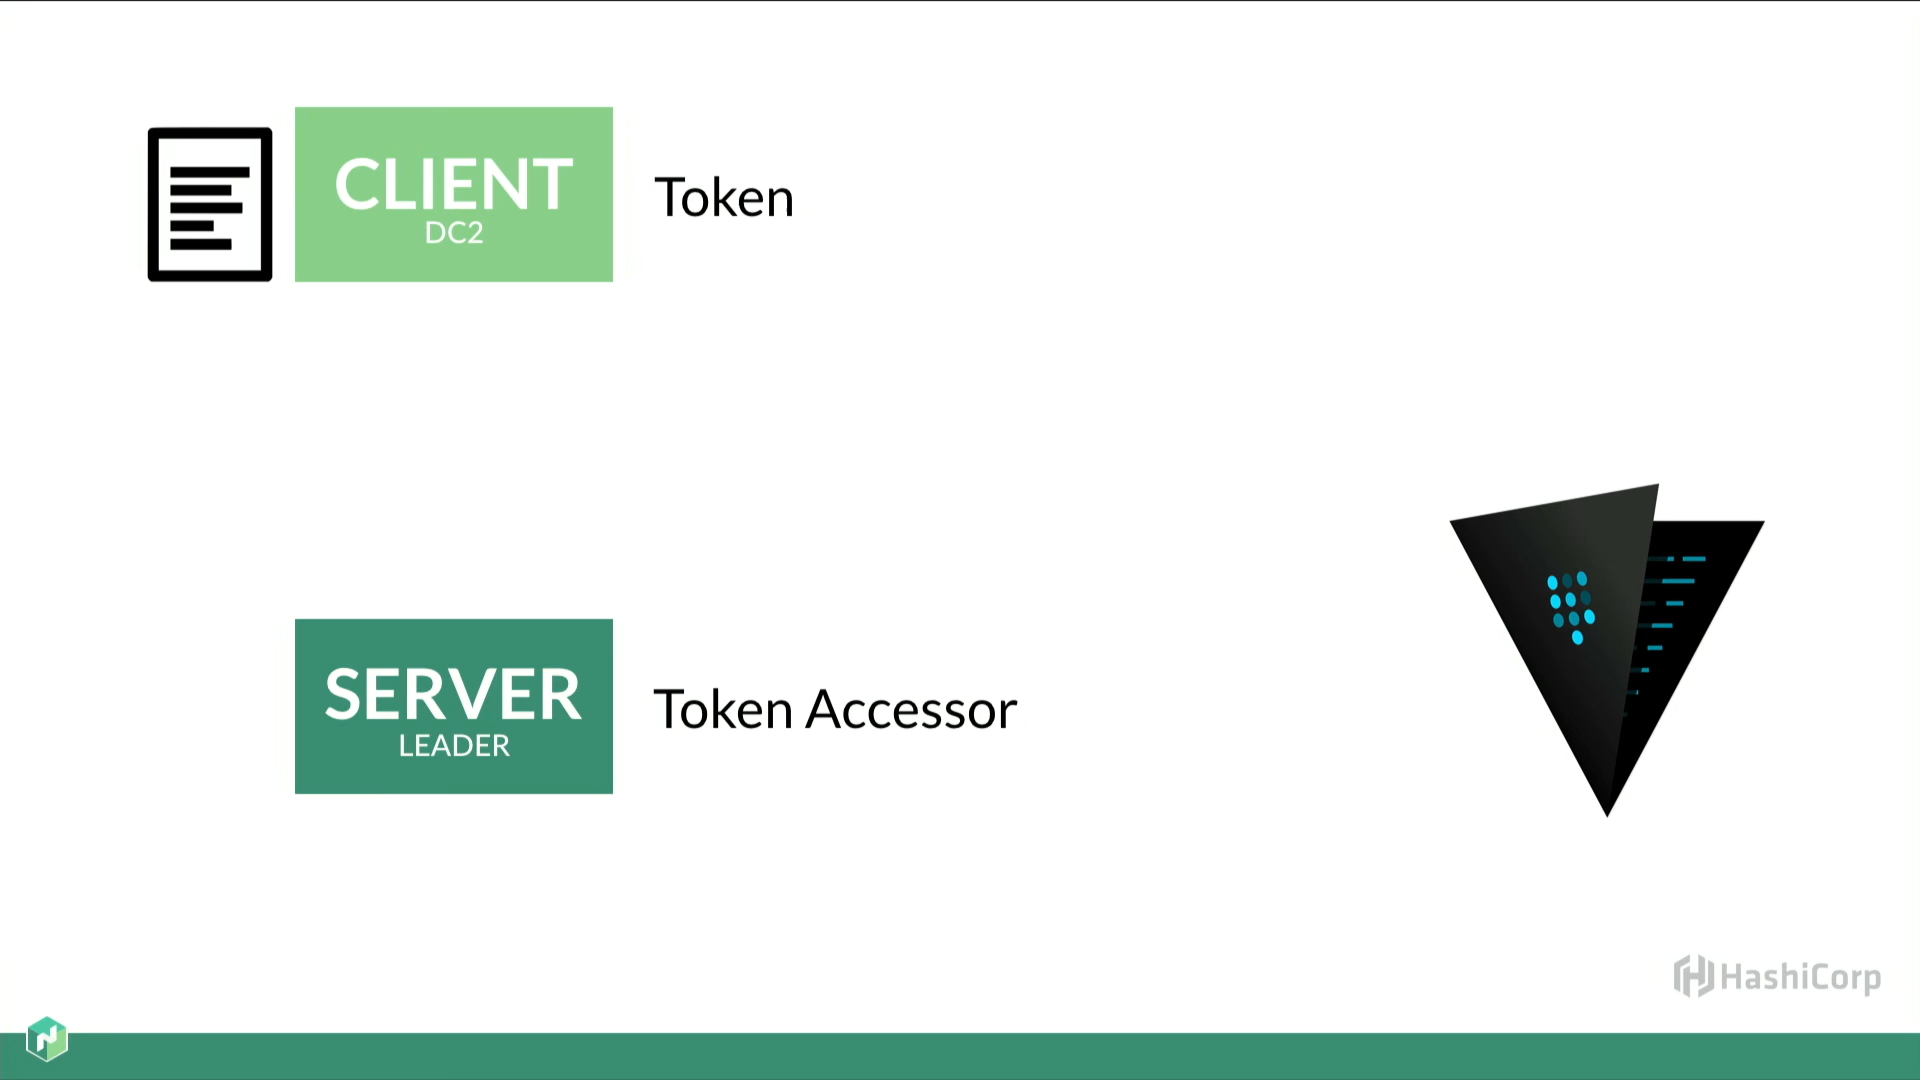 CLIENT
DC2
Token
SERVER
LEADER
Token Accessor
HashiCorp